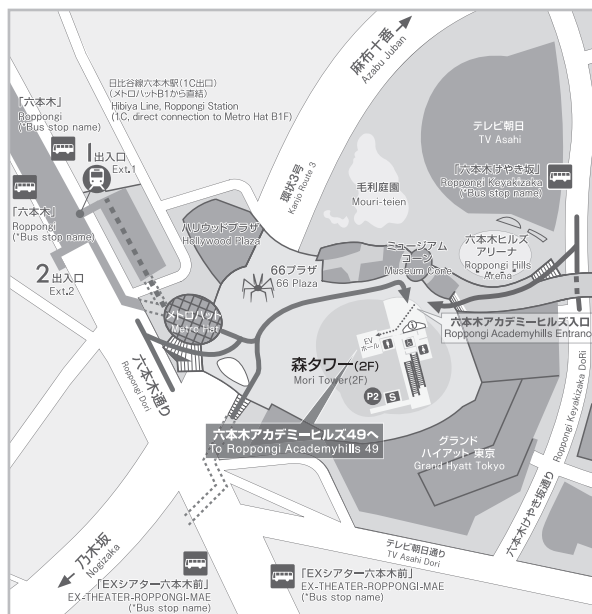 麻布十番
Azabu Juban
日比谷線六本木駅(1C出口)
(メトロハットB1から直結)
Hibiya Line, Roppongi Station
(1C, direct connection to Metro Hat B1F)
「六本木」
Roppongi
(*Bus stop name)
1 出入口
Ext.1
「六本木」
Roppongi
(*Bus stop name)
2 出入口
Ext.2
環状3号
Kanjo Route 3
テレビ朝日
TV Asahi
「六本木けやき坂」
Roppongi Keyakizaka
(*Bus stop name)
毛利庭園
Mouri-teien
ハリウッドプラザ
Hollywood Plaza
ミュージアム
コーン
Museum Cone
六本木ヒルズ
アリーナ
Roppongi Hills
Arena
66プラザ
66 Plaza
メトロハット
Metro Hat
六本木アカデミーヒルズ入口
Roppongi Academyhills Entrance
EV
ホール
六本木通り
Roppongi Dori
森タワー(2F)
Mori Tower(2F)
P2 S
六本木アカデミーヒルズ49へ
To Roppongi Academyhills 49
グランド
ハイアット 東京
Grand Hyatt Tokyo
Roppongi Keyakizaka DoRi
六本木けやき坂通り
テレビ朝日通り
TV Asahi Dori
乃木坂
Nogizaka
「EXシアター六本木前」
EX-THEATER-ROPPONGI-MAE
(*Bus stop name)
「EXシアター六本木前」
EX-THEATER-ROPPONGI-MAE
(*Bus stop name)